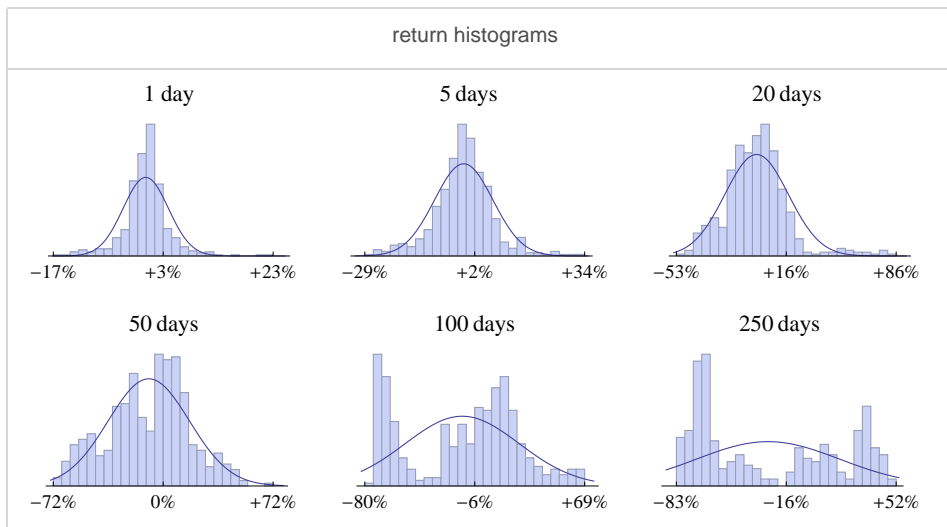 return histograms
1 day 5 days 20 days
−17% +3% +23% −29% +2% +34% −53% +16% +86%
50 days 100 days 250 days
−72% 0% +72% −80% −6% +69% −83% −16% +52%